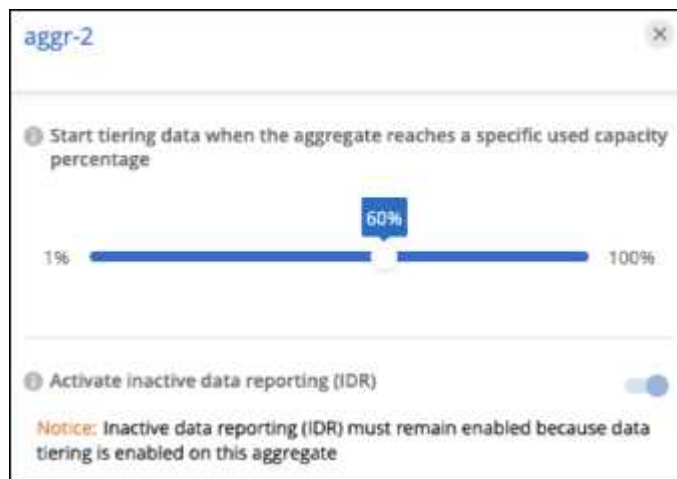 aggr-2
Start tiering data when the aggregate reaches a specific used capacity
percentage
60%
1%
100%
Activate inactive data reporting (IDR)
Notice: Inactive data reporting (IDR) must remain enabled because data
tiering is enabled on this aggregate